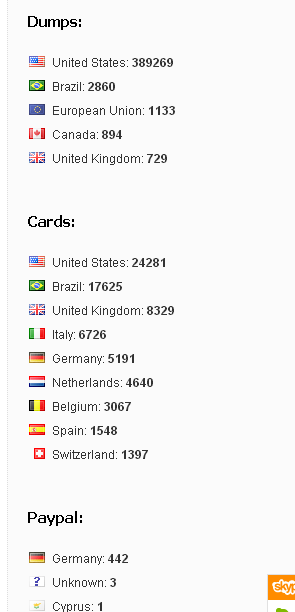 Dumps:
United States: 389269
Brazil: 2860
European Union: 1133
Canada: 894
United Kingdom: 729
Cards:
United States: 24281
Brazil: 17625
United Kingdom: 8329
Italy: 6726
Germany: 5191
Netherlands: 4640
Belgium: 3067
Spain: 1548
Switzerland: 1397
Paypal:
Germany: 442
? Unknown: 3
Cyprus: 1